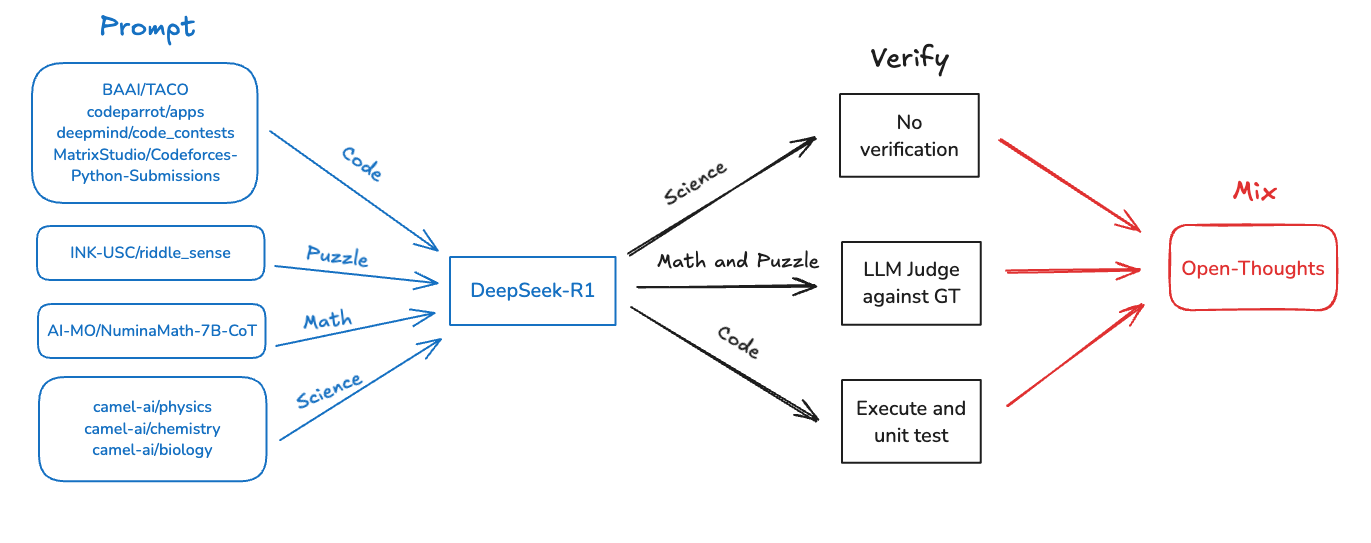 Prompt
BAAI/TACO
codeparrot/apps
deepmind/code_contests
MatrixStudio/Codeforces-
Python-Submissions
Code
INK-USC/riddle_sense
Puzzle
AI-MO/NuminaMath-7B-CoT
Math
camel-ai/physics
camel-ai/chemistry
camel-ai/biology
Science
DeepSeek-R1
Verify
Science
No
verification
Math and Puzzle
LLM Judge
against GT
Code
Execute and
unit test
Mix
Open-Thoughts